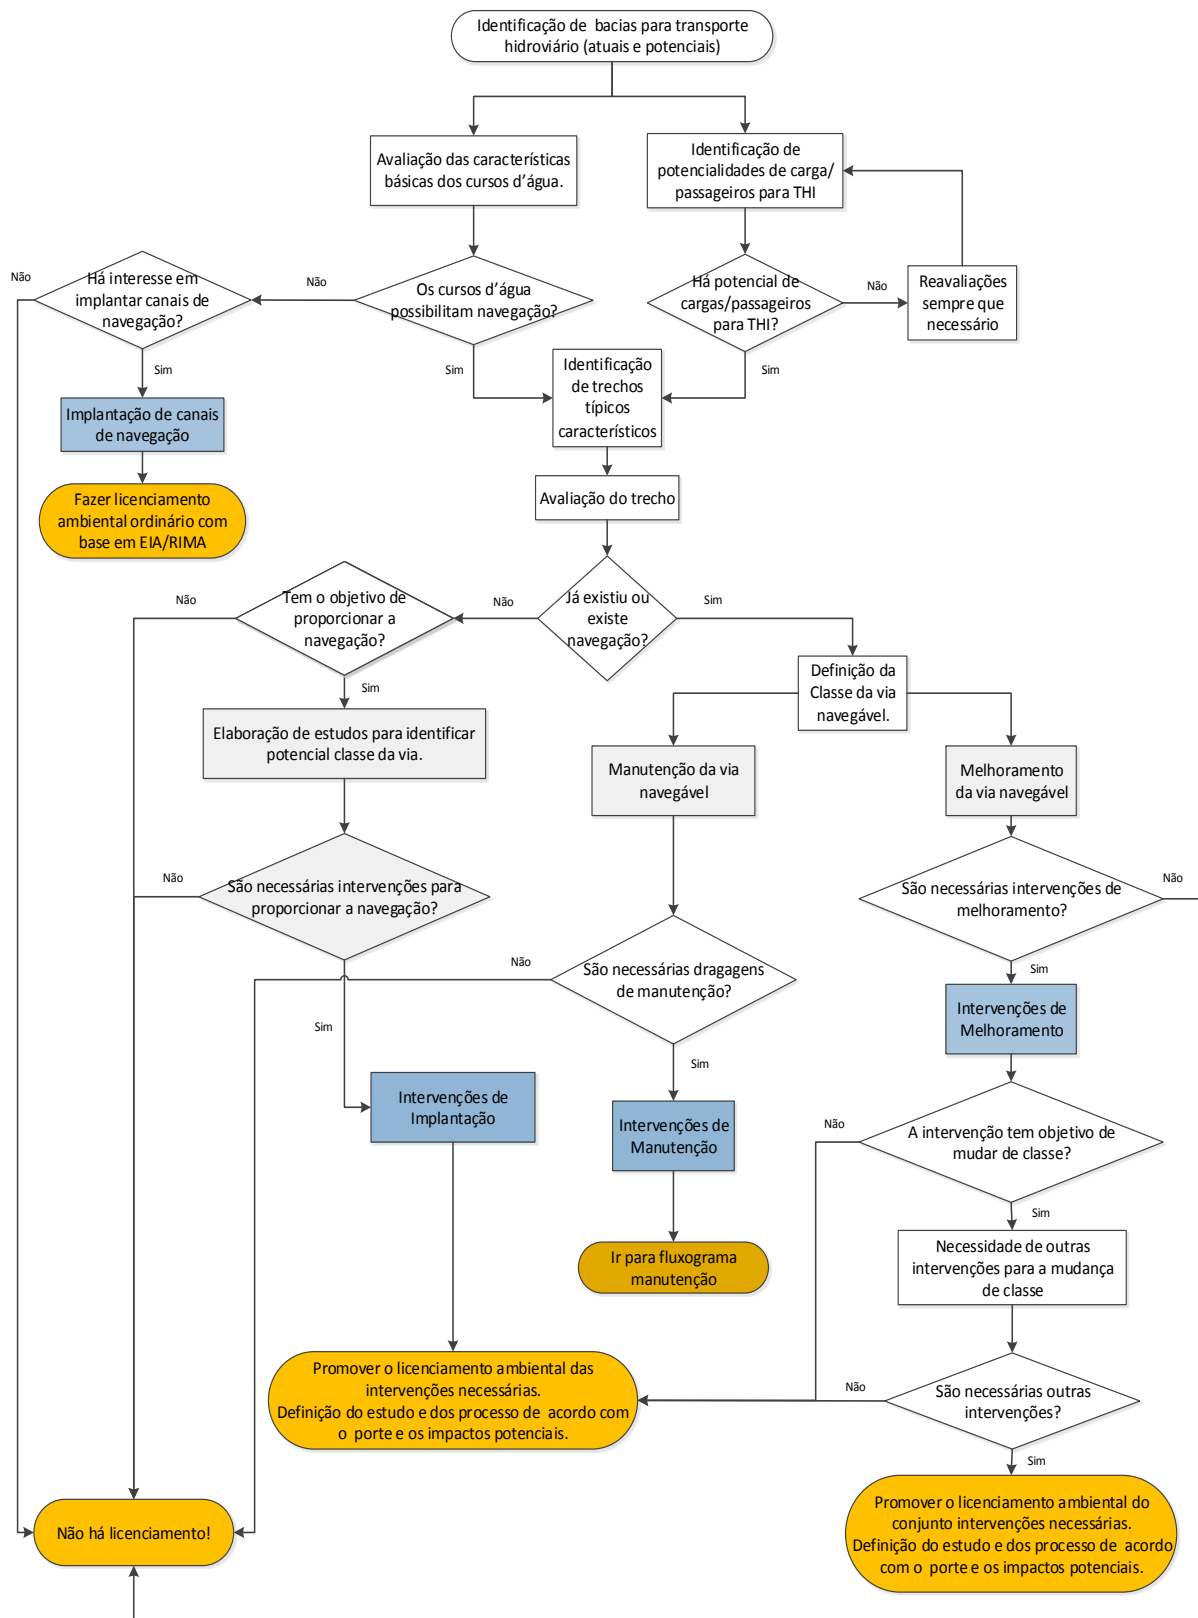 Identificação de bacias para transporte
hidroviário (atuais e potenciais)
Avaliação das características
básicas dos cursos d’água.
Identificação de
potencialidades de carga/
passageiros para THI
Não
Há interesse em
implantar canais de
navegação?
Não
Os cursos d’água
possibilitam navegação?
Há potencial de
cargas/passageiros
para THI?
Não
Reavaliações
sempre que
necessário
Sim
Sim
Identificação
de trechos
típicos
característicos
Sim
Implantação de canais
de navegação
Fazer licenciamento
ambiental ordinário com
base em EIA/RIMA
Avaliação do trecho
Não
Tem o objetivo de
proporcionar a
navegação?
Não
Já existiu ou
existe
navegação?
Sim
Sim
Definição da
Classe da via
navegável.
Elaboração de estudos para identificar
potencial classe da via.
Manutenção da via
navegável
Melhoramento
da via navegável
Não
São necessárias intervenções para
proporcionar a navegação?
São necessárias intervenções de
melhoramento?
Não
Não
São necessárias dragagens
de manutenção?
Sim
Sim
Intervenções de
Melhoramento
Sim
Intervenções de
Implantação
Intervenções de
Manutenção
Não
A intervenção tem objetivo de
mudar de classe?
Sim
Ir para fluxograma
manutenção
Necessidade de outras
intervenções para a mudança
de classe
Promover o licenciamento ambiental das
intervenções necessárias.
Definição do estudo e dos processo de acordo com
o porte e os impactos potenciais.
Não
São necessárias outras
intervenções?
Sim
Não há licenciamento!
Promover o licenciamento ambiental do
conjunto intervenções necessárias.
Definição do estudo e dos processo de acordo
com o porte e os impactos potenciais.